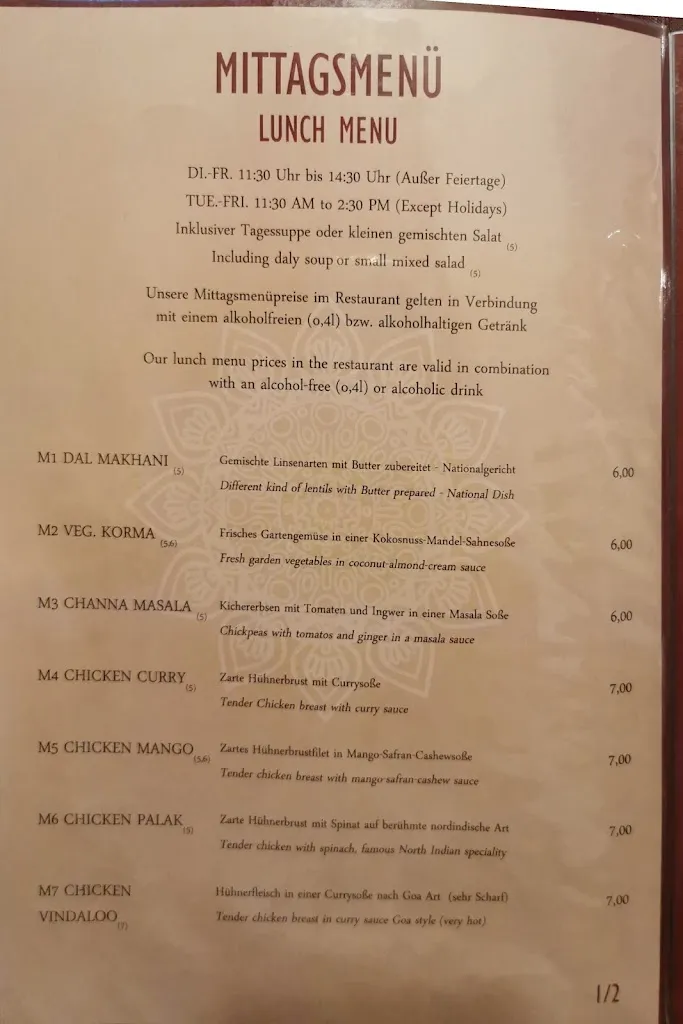 MITTAGSMENÜ
LUNCH MENU
DI.-FR. 11:30 Uhr bis 14:30 Uhr (Außer Feiertage)
TUE.-FRI. 11:30 AM to 2:30 PM (Except Holidays)
Inklusiver Tagessuppe oder kleinen gemischten Salat (5)
Including daly soup or small mixed salad (5)
Unsere Mittagsmenüpreise im Restaurant gelten in Verbindung
mit einem alkoholfreien (0,4l) bzw. alkoholhaltigen Getränk
Our lunch menu prices in the restaurant are valid in combination
with an alcohol-free (0,4l) or alcoholic drink
M1 DAL MAKHANI (5) Gemischte Linsenarten mit Butter zubereitet - Nationalgericht 6,00
Different kind of lentils with Butter prepared - National Dish
M2 VEG. KORMA (5,6) Frisches Gartengemüse in einer Kokosnuss-Mandel-Sahnesoße 6,00
Fresh garden vegetables in coconut-almond-cream sauce
M3 CHANNA MASALA (5) Kichererbsen mit Tomaten und Ingwer in einer Masala Soße 6,00
Chickpeas with tomatos and ginger in a masala sauce
M4 CHICKEN CURRY (5) Zarte Hühnerbrust mit Currysoße 7,00
Tender Chicken breast with curry sauce
M5 CHICKEN MANGO (5,6) Zartes Hühnerbrustfilet in Mango-Safran-Cashewsoße 7,00
Tender chicken breast with mango-safran-cashew sauce
M6 CHICKEN PALAK (5) Zarte Hühnerbrust mit Spinat auf berühmte nordindische Art 7,00
Tender chicken with spinach, famous North Indian speciality
M7 CHICKEN Hühnerfleisch in einer Currysoße nach Goa Art (sehr Scharf) 7,00
VINDALOO (7) Tender chicken breast in curry sauce Goa style (very hot)
1/2